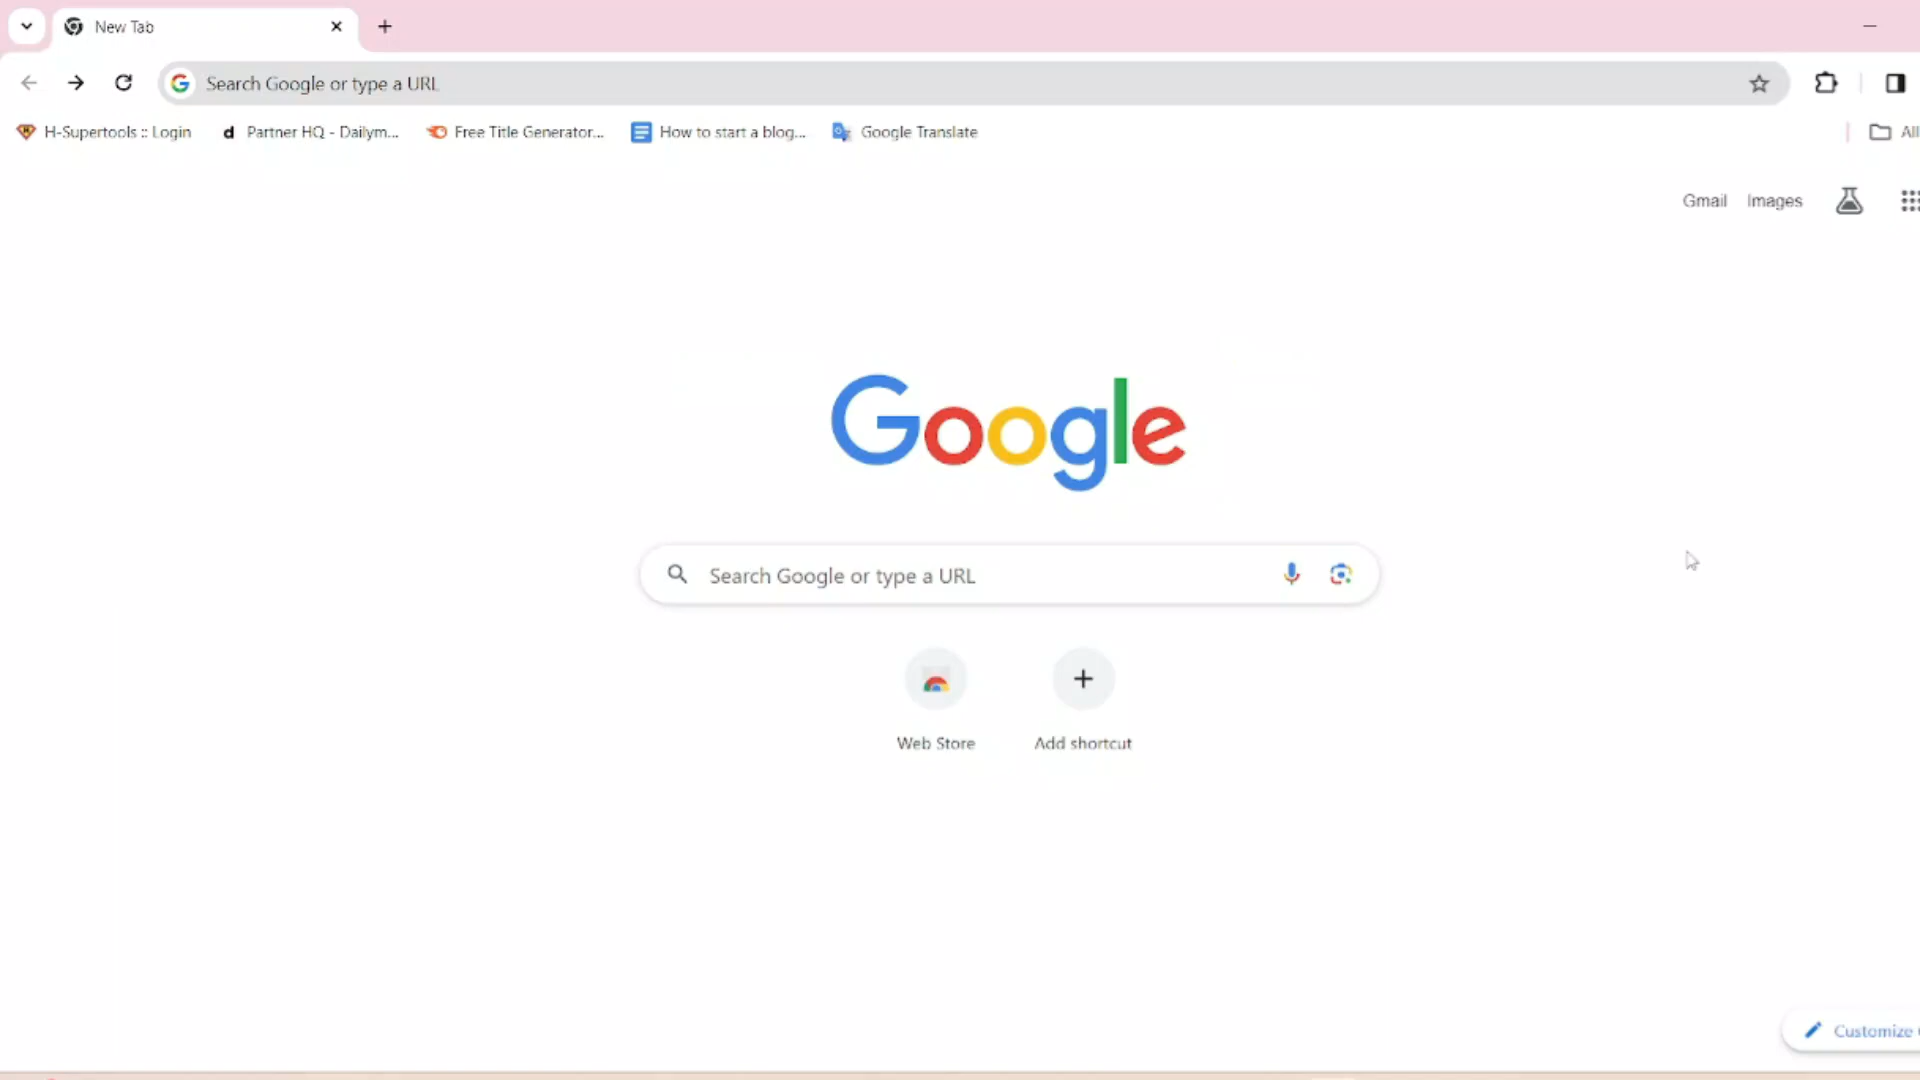 New Tab
Search Google or type a URL
H-Supertools :: Login
d Partner HQ - Dailym...
Free Title Generator...
How to start a blog...
Google Translate
All
Gmail
Images
Google
Search Google or type a URL
Web Store
Add shortcut
Customize